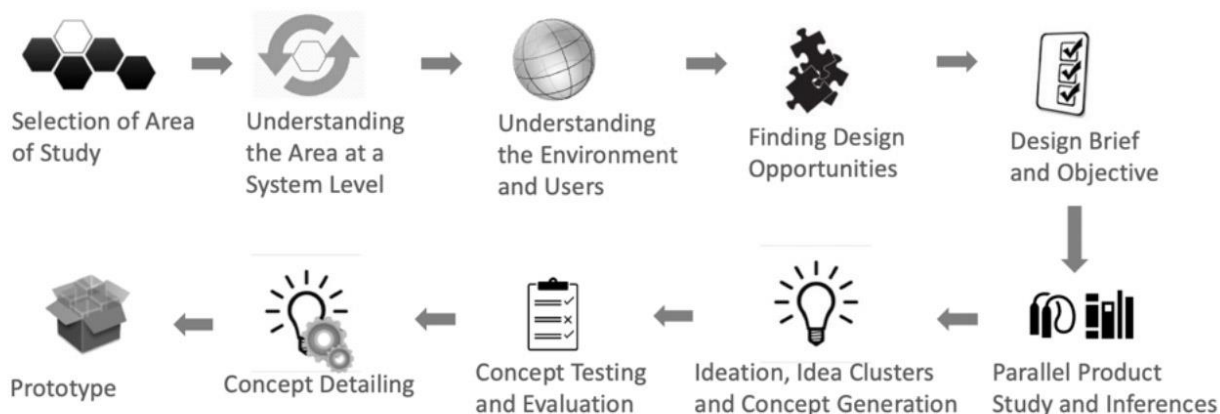 Selection of Area
of Study
Understanding
the Area at a
System Level
Understanding
the Environment
and Users
Finding Design
Opportunities
Design Brief
and Objective
Parallel Product
Study and Inferences
Ideation, Idea Clusters
and Concept Generation
Concept Testing
and Evaluation
Concept Detailing
Prototype